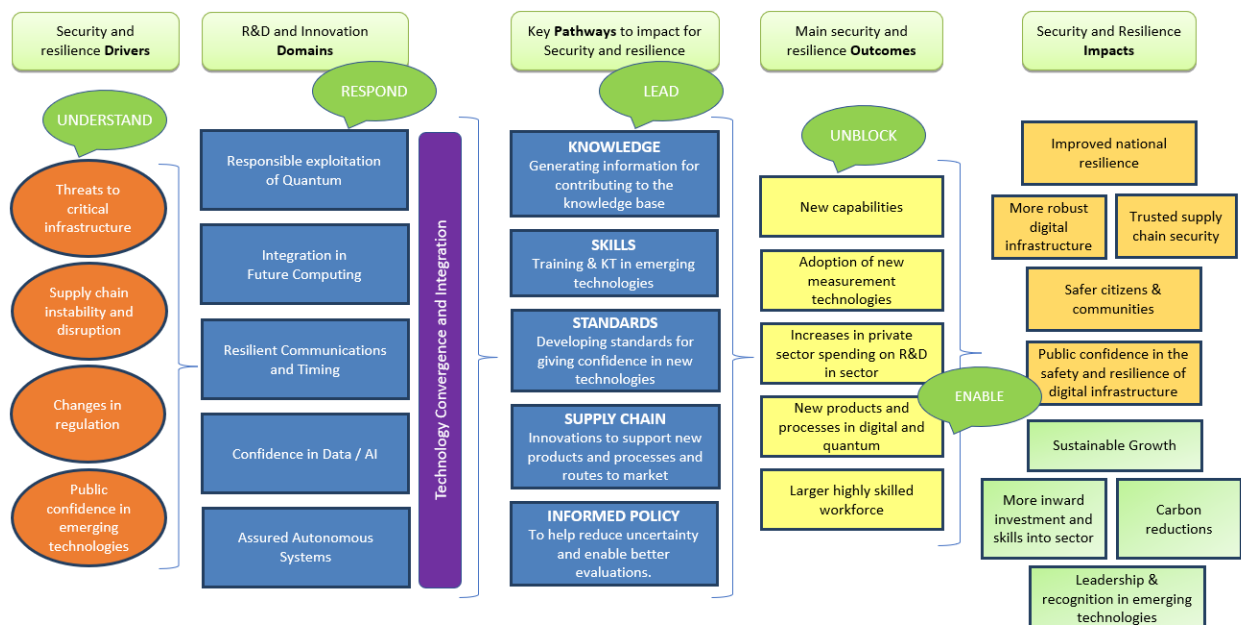 Security and
resilience Drivers
R&D and Innovation
Domains
Key Pathways to impact for
Security and resilience
Main security and
resilience Outcomes
Security and Resilience
Impacts
UNDERSTAND
RESPOND
LEAD
UNBLOCK
ENABLE
Threats to
critical
infrastructure
Supply chain
instability and
disruption
Changes in
regulation
Public
confidence in
emerging
technologies
Responsible exploitation
of Quantum
Integration in
Future Computing
Resilient Communications
and Timing
Confidence in Data / AI
Assured Autonomous
Systems
Technology Convergence and Integration
KNOWLEDGE
Generating information for
contributing to the
knowledge base
SKILLS
Training & KT in emerging
technologies
STANDARDS
Developing standards for
giving confidence in new
technologies
SUPPLY CHAIN
Innovations to support new
products and processes and
routes to market
INFORMED POLICY
To help reduce uncertainty
and enable better
evaluations.
New capabilities
Adoption of new
measurement
technologies
Increases in private
sector spending on R&D
in sector
New products and
processes in digital and
quantum
Larger highly skilled
workforce
Improved national
resilience
More robust
digital
infrastructure
Trusted supply
chain security
Safer citizens &
communities
Public confidence in the
safety and resilience of
digital infrastructure
Sustainable Growth
More inward
investment and
skills into sector
Carbon
reductions
Leadership &
recognition in emerging
technologies